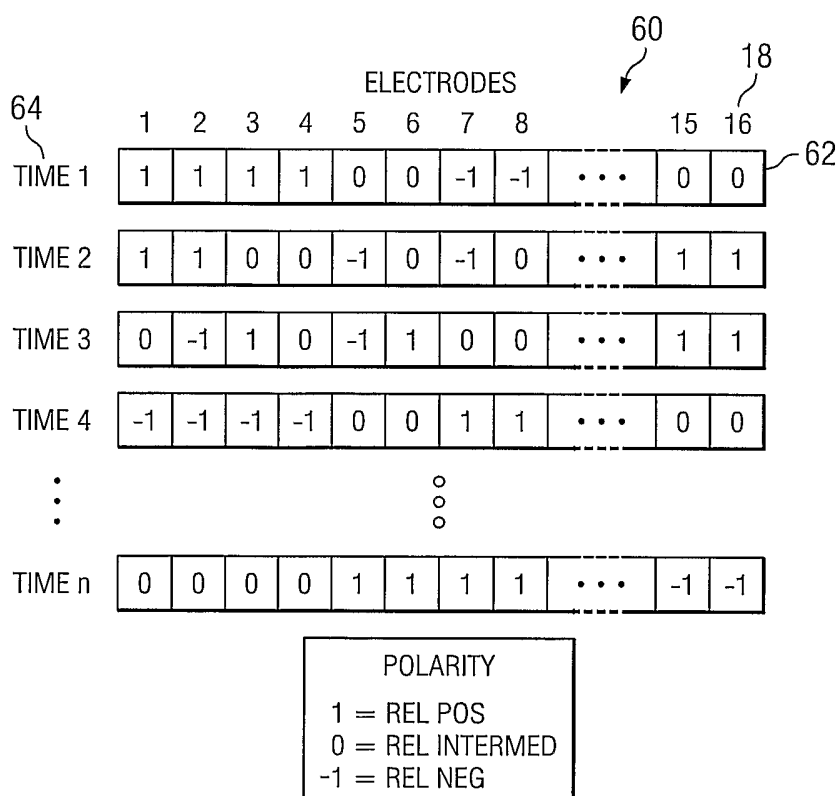 60
18
ELECTRODES
64
1 2 3 4 5 6 7 8 15 16
62
TIME 1 1 1 1 1 0 0 -1 -1 ••• 0 0
TIME 2 1 1 0 0 -1 0 -1 0 ••• 1 1
TIME 3 0 -1 1 0 -1 1 0 0 ••• 1 1
TIME 4 -1 -1 -1 -1 0 0 1 1 ••• 0 0
TIME n 0 0 0 0 1 1 1 1 ••• -1 -1
POLARITY
1 = REL POS
0 = REL INTERMED
-1 = REL NEG